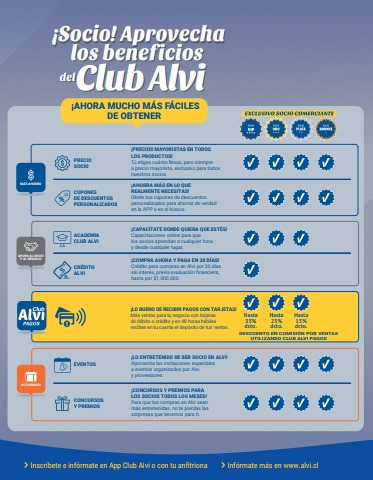 ¡Socio! Aprovecha
los beneficios
del Club Alvi
¡AHORA MUCHO MÁS FÁCILES
DE OBTENER
EXCLUSIVO SOCIO COMERCIANTE
VIP
ORO
PLATA
BRONCE
MÁS AHORRO
PRECIO
SOCIO
¡PRECIOS MAYORISTAS EN TODOS
LOS PRODUCTOS!
Tú eliges cuánto llevas, pero siempre
a precio mayorista, exclusivo para todos
nuestros socios.
CUPONES
DE DESCUENTOS
PERSONALIZADOS
¡AHORRA MÁS EN LO QUE
REALMENTE NECESITAS!
Obtén tus cupones de descuentos
personalizados para ahorrar de verdad
en la APP o en el kiosco.
APOYO AL SOCIO
Y SU NEGOCIO
ACADEMIA
CLUB ALVI
¡CAPACÍTATE DONDE QUIERA QUE ESTÉS!
Capacitaciones online para que
los socios aprendan a cualquier hora
y desde cualquier lugar.
CRÉDITO
ALVI
¡COMPRA AHORA Y PAGA EN 30 DÍAS!
Crédito para compras en Alvi por 30 días
sin interés, previa evaluación financiera,
hasta por $1.000.000.
Club
ALVI
PAGOS
¡LO BUENO DE RECIBIR PAGOS CON TARJETAS!
Más ventas para tu negocio con tarjetas
de débito o crédito y en 48 horas hábiles
recibes en tu cuenta el depósito de tus ventas.
Hasta 35% dcto.
Hasta 25% dcto.
Hasta 15% dcto.
DESCUENTO EN COMISIÓN POR VENTAS
UTILIZANDO CLUB ALVI PAGOS
ACTIVIDADES
EVENTOS
¡LO ENTRETENIDO DE SER SOCIO EN ALVI!
Aprovecha las invitaciones especiales
a eventos organizados por Alvi
y proveedores.
CONCURSOS
Y PREMIOS
¡CONCURSOS Y PREMIOS PARA
LOS SOCIOS TODOS LOS MESES!
Para que tus compras en Alvi sean
más entretenidas, no te pierdas las
sorpresas que tenemos para ti.
Inscríbete e infórmate en App Club Alvi o con tu anfitriona
Infórmate más en www.alvi.cl